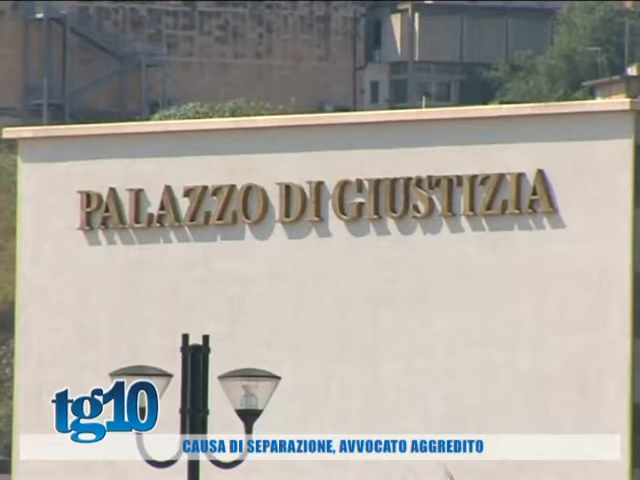 PALAZZO DI GIUSTIZIA
tg10
CAUSA DI SEPARAZIONE, AVVOCATO AGGREDITO